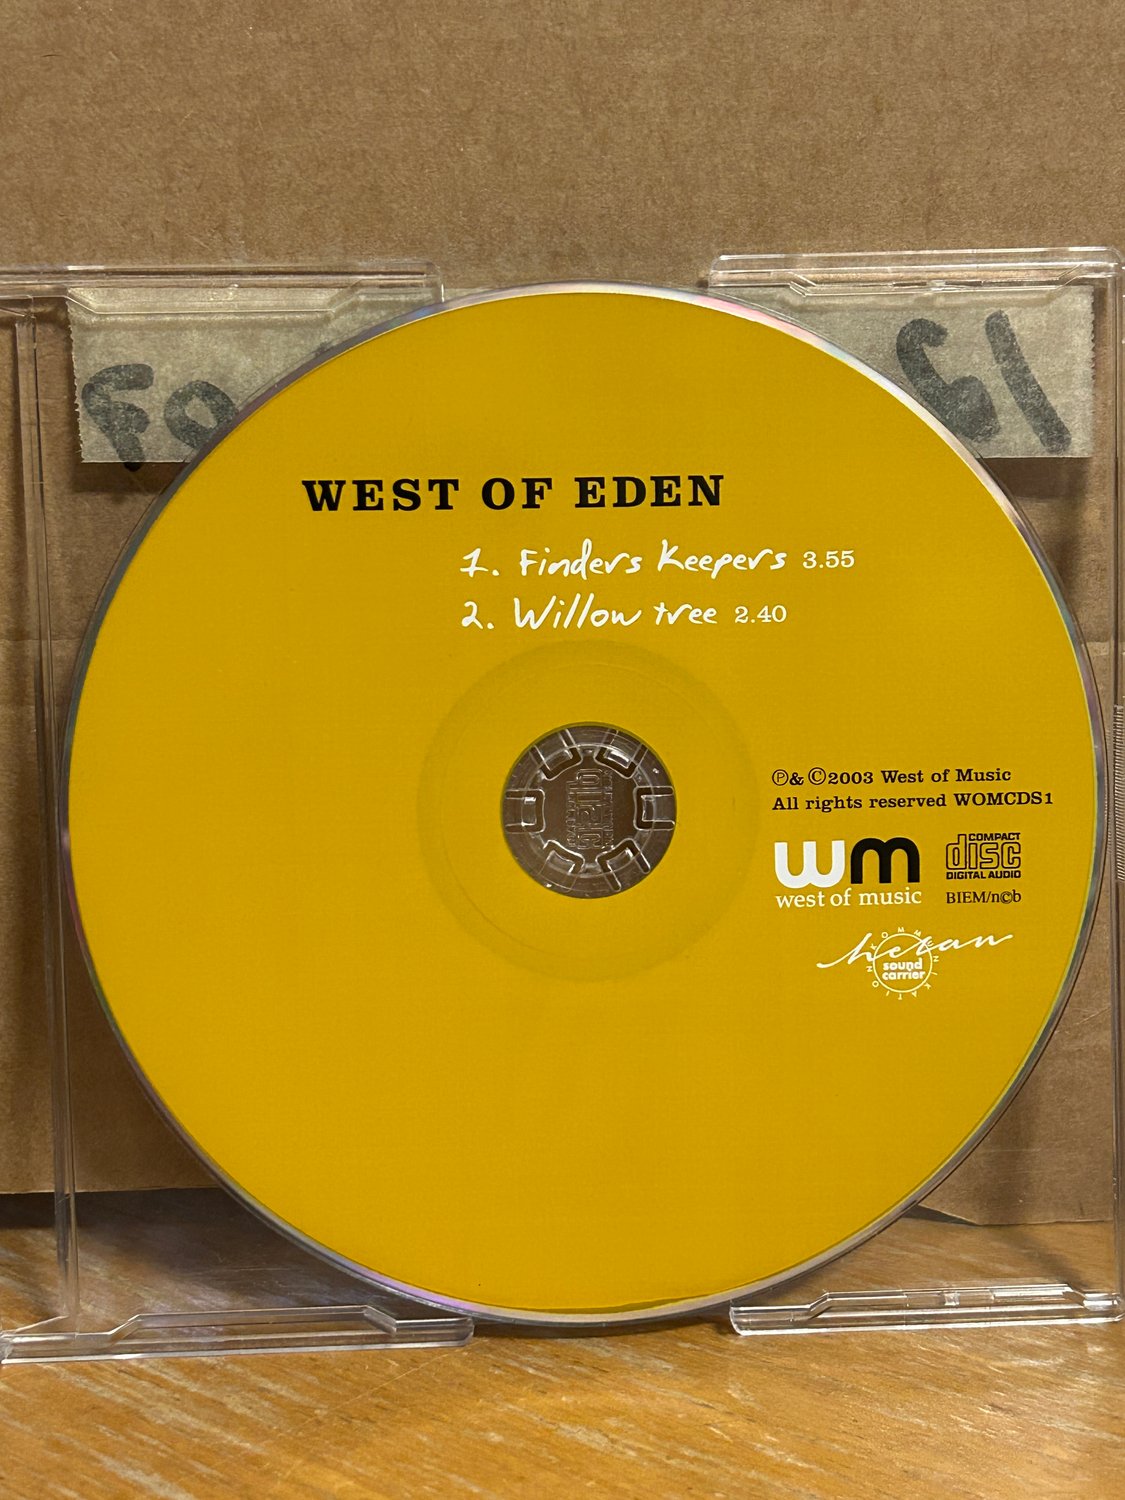 WEST OF EDEN
1. Finders Keepers 3.55
2. Willow tree 2.40
℗&©2003 West of Music
All rights reserved WOMCDS1
wm
west of music
COMPACT
disc
DIGITAL AUDIO
BIEM/n©b
KOMMUNIKATION
sound
carrier